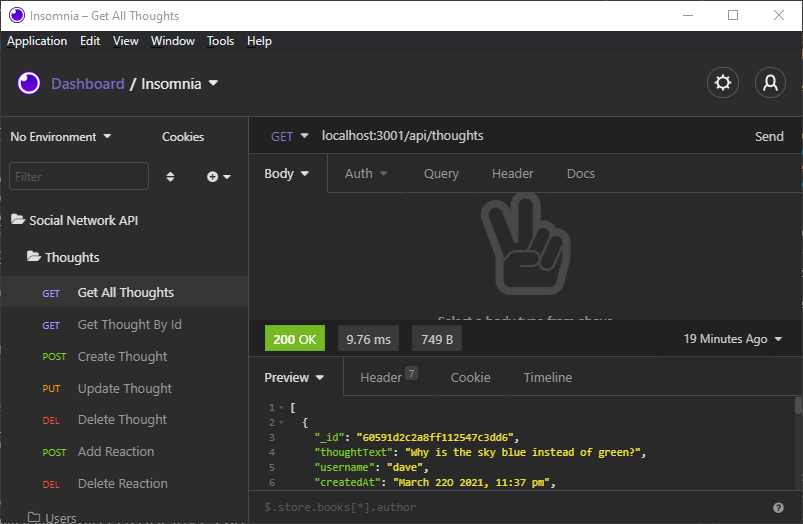 Insomnia – Get All Thoughts
Application Edit View Window Tools Help
Dashboard / Insomnia
No Environment Cookies
GET localhost:3001/api/thoughts Send
Filter
Body Auth Query Header Docs
Social Network API
Thoughts
GET Get All Thoughts
GET Get Thought By Id
POST Create Thought
PUT Update Thought
DEL Delete Thought
POST Add Reaction
DEL Delete Reaction
Users
Select a body type from above
200 OK 9.76 ms 749 B 19 Minutes Ago
Preview Header 7 Cookie Timeline
1 [
2 {
3 "_id": "60591d2c2a8ff112547c3dd6",
4 "thoughtText": "Why is the sky blue instead of green?",
5 "username": "dave",
6 "createdAt": "March 22O 2021, 11:37 pm",
$.store.books[*].author